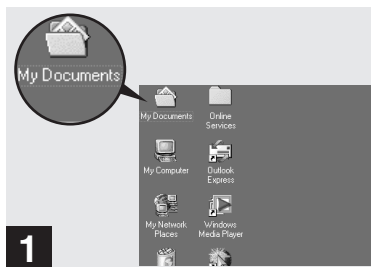 My Documents
My Documents
Online
Services
My Computer
Outlook
Express
My Network
Places
Windows
Media Player
1